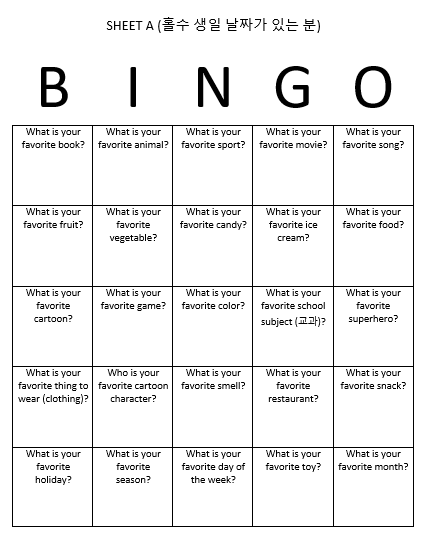 SHEET A (홀수 생일 날짜가 있는 분)
B I N G O
What is your
favorite book?
What is your
favorite animal?
What is your
favorite sport?
What is your
favorite movie?
What is your
favorite song?
What is your
favorite fruit?
What is your
favorite
vegetable?
What is your
favorite candy?
What is your
favorite ice
cream?
What is your
favorite food?
What is your
favorite
cartoon?
What is your
favorite game?
What is your
favorite color?
What is your
favorite school
subject (교과)?
What is your
favorite
superhero?
What is your
favorite thing to
wear (clothing)?
Who is your
favorite cartoon
character?
What is your
favorite smell?
What is your
favorite
restaurant?
What is your
favorite snack?
What is your
favorite
holiday?
What is your
favorite
season?
What is your
favorite day of
the week?
What is your
favorite toy?
What is your
favorite month?